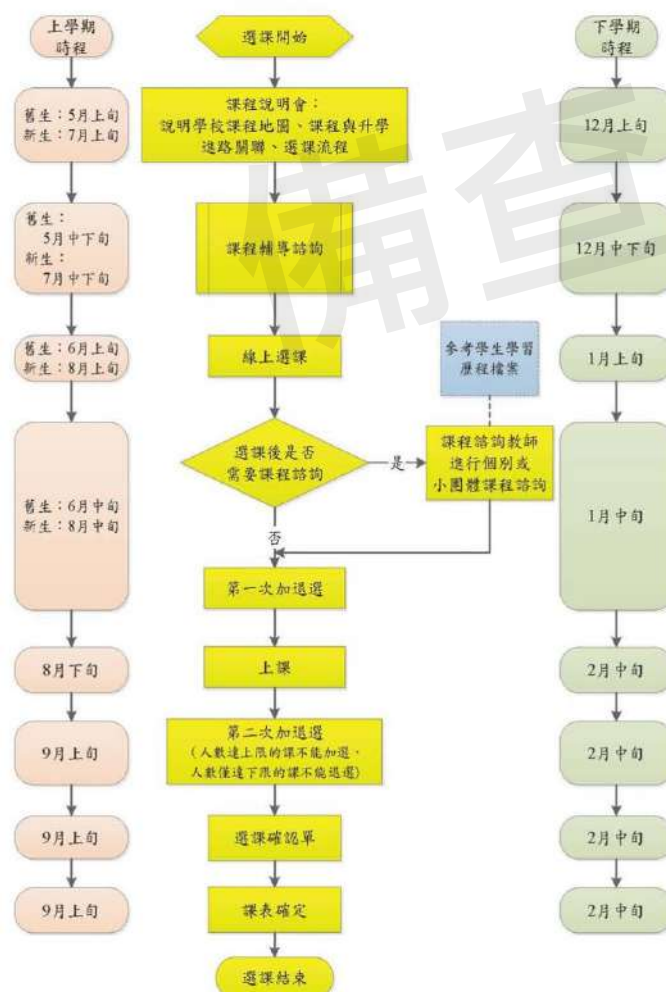 上學期
時程
選課開始
下學期
時程
舊生：5月上旬
新生：7月上旬
課程說明會：
說明學校課程地圖、課程與升學
進路關聯、選課流程
12月上旬
備查
舊生：
5月中下旬
新生：
7月中下旬
課程輔導諮詢
12月中下旬
舊生：6月上旬
新生：8月上旬
線上選課
參考學生學習
歷程檔案
1月上旬
選課後是否
需要課程諮詢
是
課程諮詢教師
進行個別或
小團體課程諮詢
舊生：6月中旬
新生：8月中旬
1月中旬
否
第一次加退選
8月下旬
上課
2月中旬
9月上旬
第二次加退選
(人數達上限的課不能加選、
人數僅達下限的課不能退選)
2月中旬
9月上旬
選課確認單
2月中旬
9月上旬
課表確定
2月中旬
選課結束